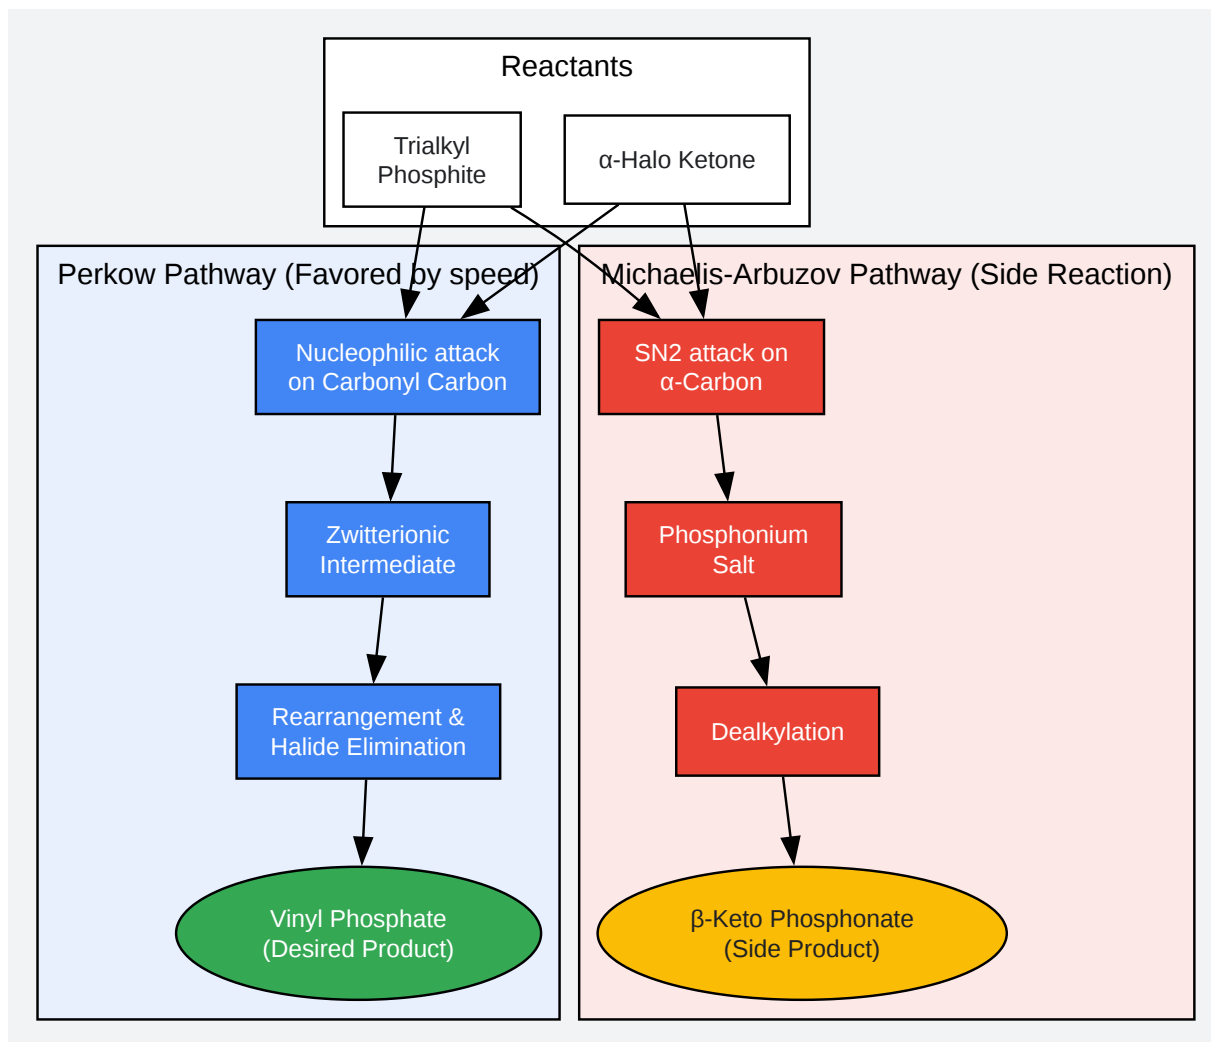 Reactants
Trialkyl
Phosphite
α-Halo Ketone
Perkow Pathway (Favored by speed)
Michaelis-Arbuzov Pathway (Side Reaction)
Nucleophilic attack
on Carbonyl Carbon
SN2 attack on
α-Carbon
Zwitterionic
Intermediate
Phosphonium
Salt
Rearrangement &
Halide Elimination
Dealkylation
Vinyl Phosphate
(Desired Product)
β-Keto Phosphonate
(Side Product)